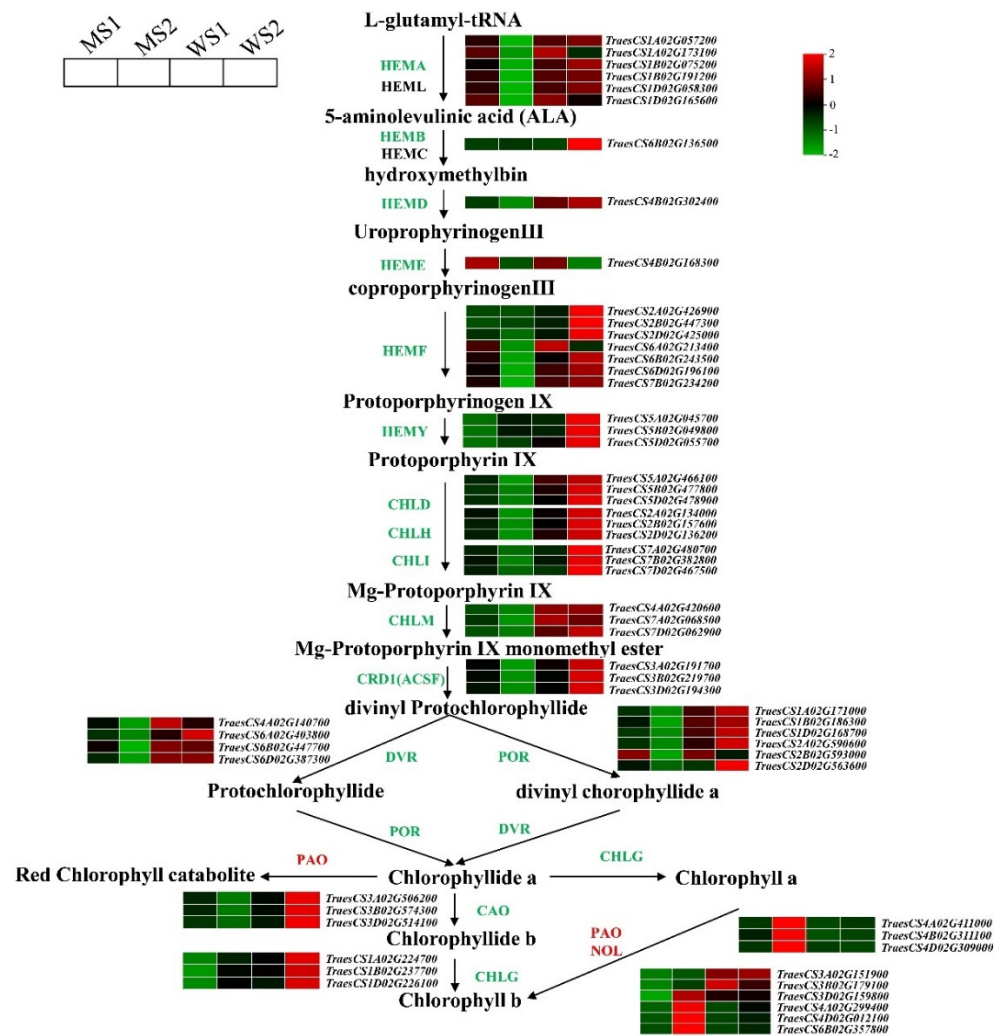 MS1 MS2 WS1 WS2
L-glutamyl-tRNA
TraesCS1A02G057200
TraesCS1A02G173100
HEMA
TraesCS1B02G075200
HEML
TraesCS1B02G191200
TraesCS1D02G058300
TraesCS1D02G165600
2
1
0
-1
-2
5-aminolevulinic acid (ALA)
HEMB
HEMC
TraesCS6B02G136500
hydroxymethylbin
HEMD
TraesCS4B02G302400
UroprophyrinogenIII
HEME
TraesCS4B02G168300
coproporphyrinogenIII
TraesCS2A02G426900
TraesCS2B02G447300
TraesCS2D02G425000
HEMF
TraesCS6A02G213400
TraesCS6B02G243500
TraesCS6D02G196100
TraesCS7B02G234200
Protoporphyrinogen IX
HEMY
TraesCS5A02G045700
TraesCS5B02G049800
TraesCS5D02G055700
Protoporphyrin IX
TraesCS5A02G466100
TraesCS5B02G477800
TraesCS5D02G478900
CHLD
TraesCS2A02G134000
TraesCS2B02G157600
TraesCS2D02G136200
CHLH
TraesCS7A02G480700
TraesCS7B02G382800
TraesCS7D02G467500
CHLI
Mg-Protoporphyrin IX
CHLM
TraesCS4A02G420600
TraesCS7A02G068500
TraesCS7D02G062900
Mg-Protoporphyrin IX monomethyl ester
CRD1(ACSF)
TraesCS3A02G191700
TraesCS3B02G219700
TraesCS3D02G194300
divinyl Protochlorophyllide
TraesCS4A02G140700
TraesCS6A02G403800
TraesCS6B02G447700
TraesCS6D02G387300
DVR
POR
TraesCS1A02G171000
TraesCS1B02G186300
TraesCS1D02G168700
TraesCS2A02G590600
TraesCS2B02G593000
TraesCS2D02G563600
Protochlorophyllide
divinyl chorophyllide a
POR
DVR
Red Chlorophyll catabolite
PAO
Chlorophyllide a
CHLG
Chlorophyll a
TraesCS3A02G506200
TraesCS3B02G574300
TraesCS3D02G514100
CAO
Chlorophyllide b
PAO
NOL
TraesCS4A02G411000
TraesCS4B02G311100
TraesCS4D02G309000
TraesCS1A02G224700
TraesCS1B02G237700
TraesCS1D02G226100
CHLG
Chlorophyll b
TraesCS3A02G151900
TraesCS3B02G179100
TraesCS3D02G159800
TraesCS4A02G299400
TraesCS4D02G012100
TraesCS6B02G357800